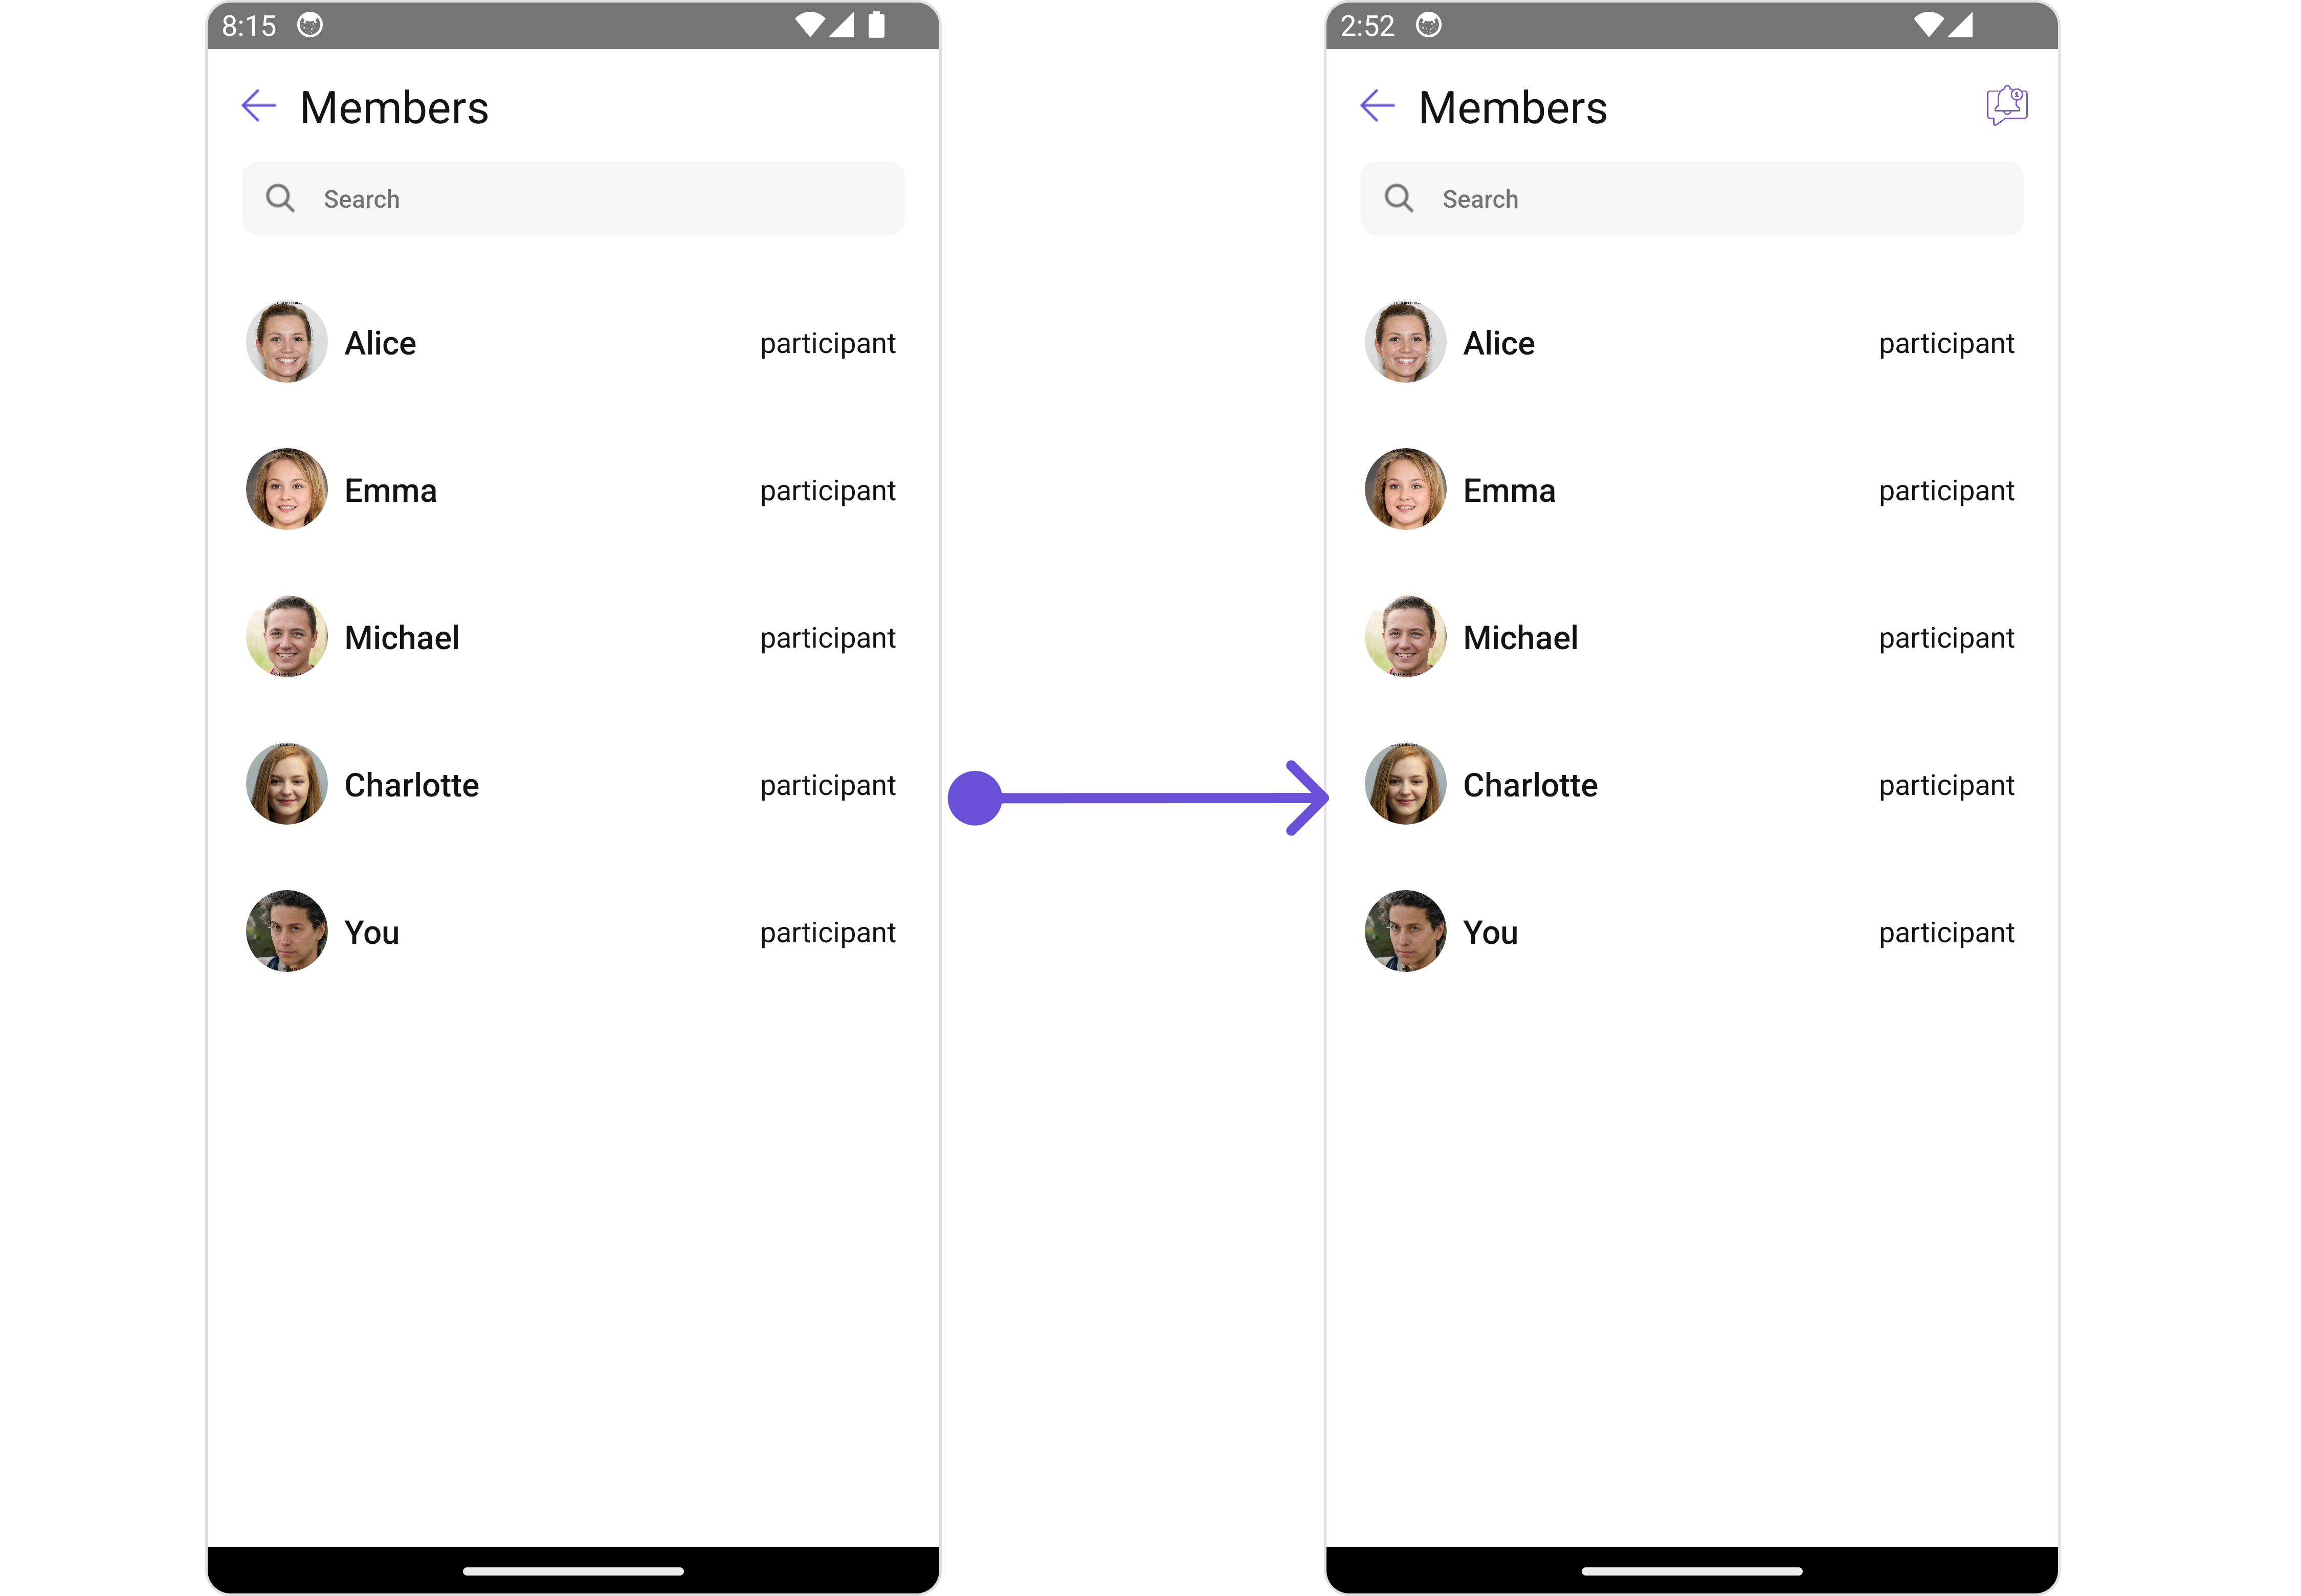 8:15
Members
Search
Alice participant
Emma participant
Michael participant
Charlotte participant
You participant
2:52
Members
1
Search
Alice participant
Emma participant
Michael participant
Charlotte participant
You participant